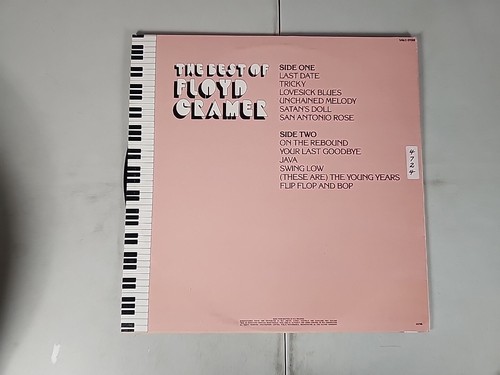 THE BEST OF
FLOYD
CRAMER
SIDE ONE
LAST DATE
TRICKY
LOVESICK BLUES
UNCHAINED MELODY
SATAN'S DOLL
SAN ANTONIO ROSE
SIDE TWO
ON THE REBOUND
YOUR LAST GOODBYE
JAVA
SWING LOW
(THESE ARE) THE YOUNG YEARS
FLIP FLOP AND BOP
4724